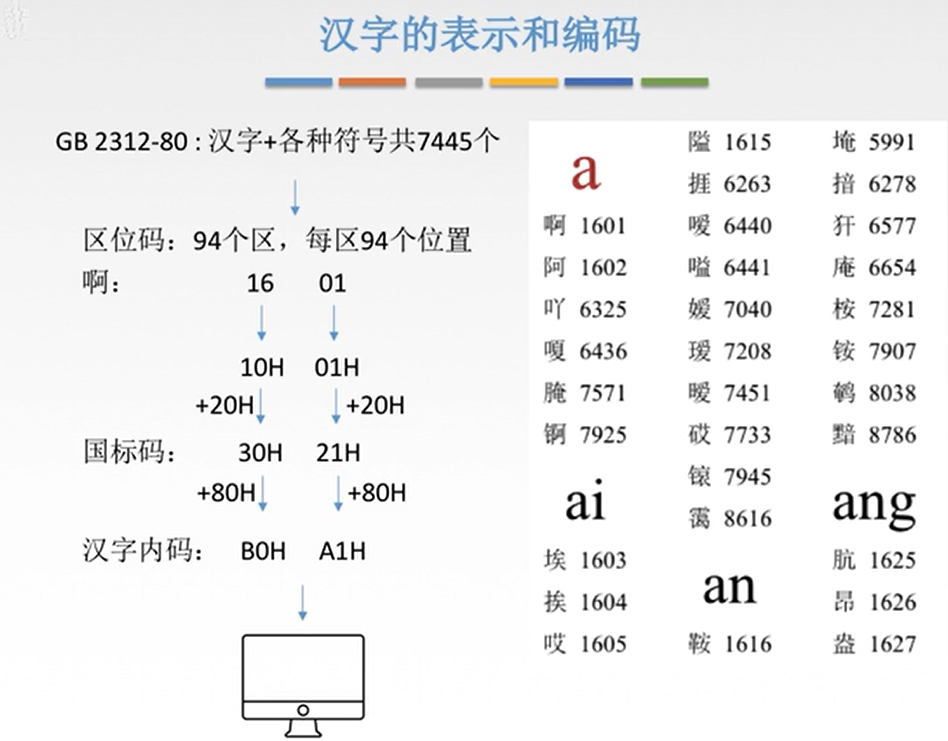 汉字的表示和编码
GB 2312-80 : 汉字+各种符号共7445个
区位码：94个区，每区94个位置
啊： 16 01
10H 01H
+20H +20H
国标码： 30H 21H
+80H +80H
汉字内码： B0H A1H
a
啊 1601
阿 1602
吖 6325
嗄 6436
腌 7571
锕 7925
ai
埃 1603
挨 1604
哎 1605
隘 1615
捱 6263
嗳 6440
嗌 6441
嫒 7040
瑷 7208
暧 7451
砹 7733
锿 7945
霭 8616
an
鞍 1616
埯 5991
揞 6278
犴 6577
庵 6654
桉 7281
铵 7907
鹌 8038
黯 8786
ang
肮 1625
昂 1626
盎 1627